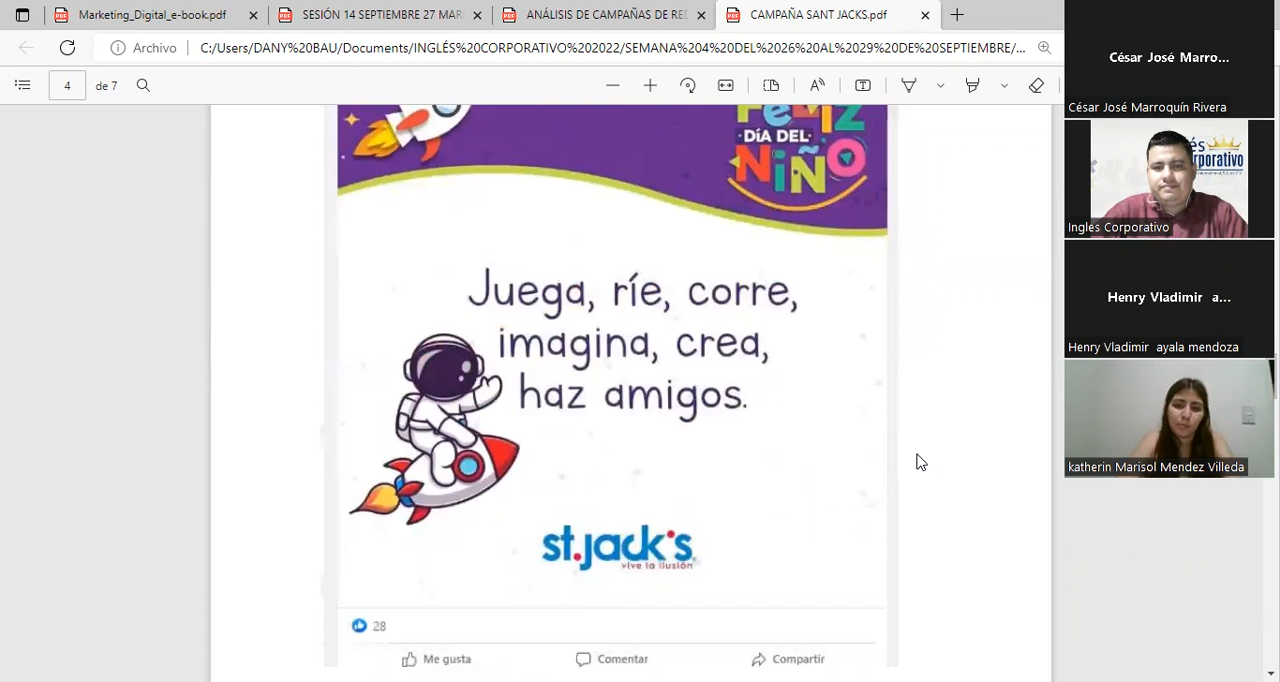 Marketing_Digital_e-book.pdf
SESIÓN 14 SEPTIEMBRE 27 MAR
ANÁLISIS DE CAMPAÑAS DE RE
CAMPAÑA SANT JACKS.pdf
Archivo
C:/Users/DANY%20BAU/Documents/INGLÉS%20CORPORATIVO%202022/SEMANA%204%20DEL%2026%20AL%2029%20DE%20SEPTIEMBRE/...
4 de 7
FELIZ
·DÍA DEL·
NIÑO
Juega, ríe, corre,
imagina, crea,
haz amigos.
st.jack's
vive la ilusión
28
Me gusta
Comentar
Compartir
César José Marro...
César José Marroquín Rivera
Inglés Corporativo
Henry Vladimir a...
Henry Vladimir ayala mendoza
katherin Marisol Mendez Villeda